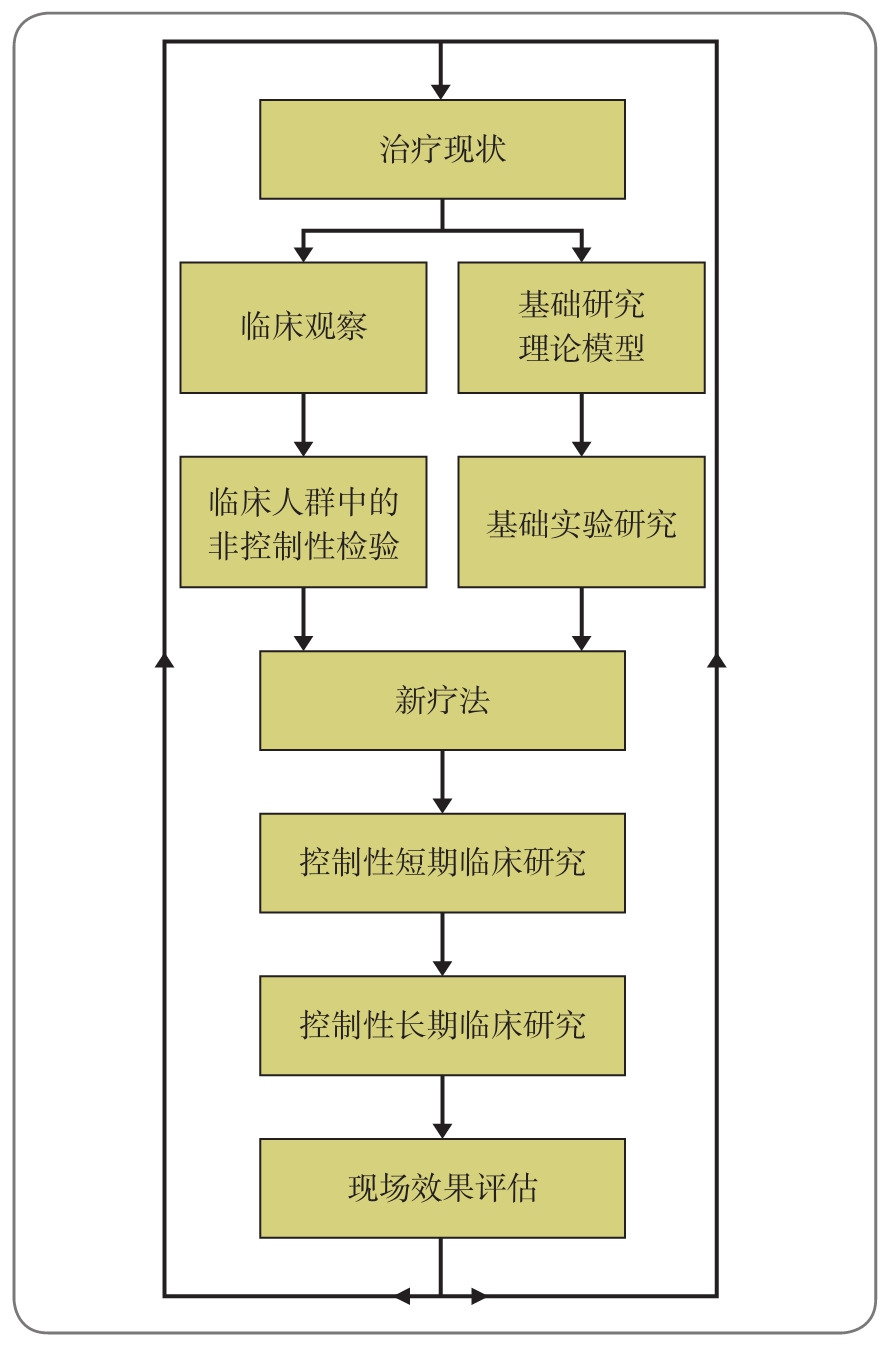 治疗现状
临床观察
基础研究
理论模型
临床人群中的
非控制性检验
基础实验研究
新疗法
控制性短期临床研究
控制性长期临床研究
现场效果评估